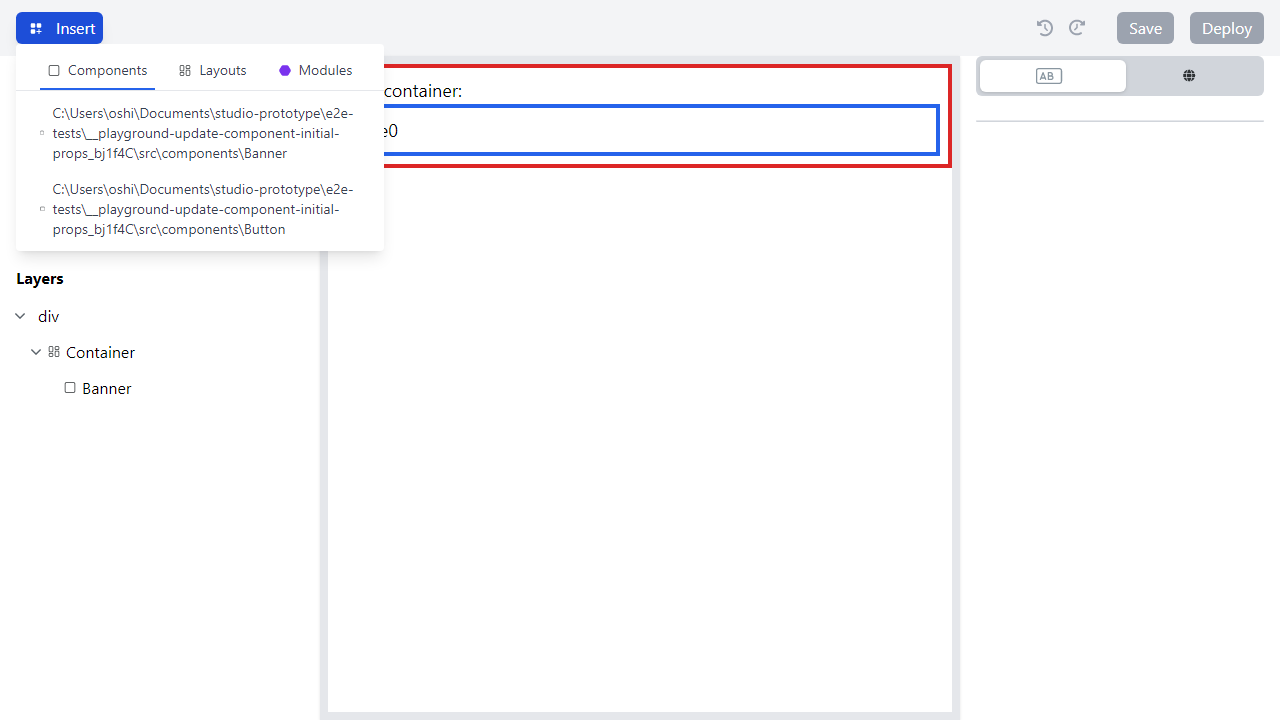 Insert
Save
Deploy
Components
Layouts
Modules
C:\Users\oshi\Documents\studio-prototype\e2e-
tests\__playground-update-component-initial-
props_bj1f4C\src\components\Banner
C:\Users\oshi\Documents\studio-prototype\e2e-
tests\__playground-update-component-initial-
props_bj1f4C\src\components\Button
container:
e0
AB
Layers
div
Container
Banner